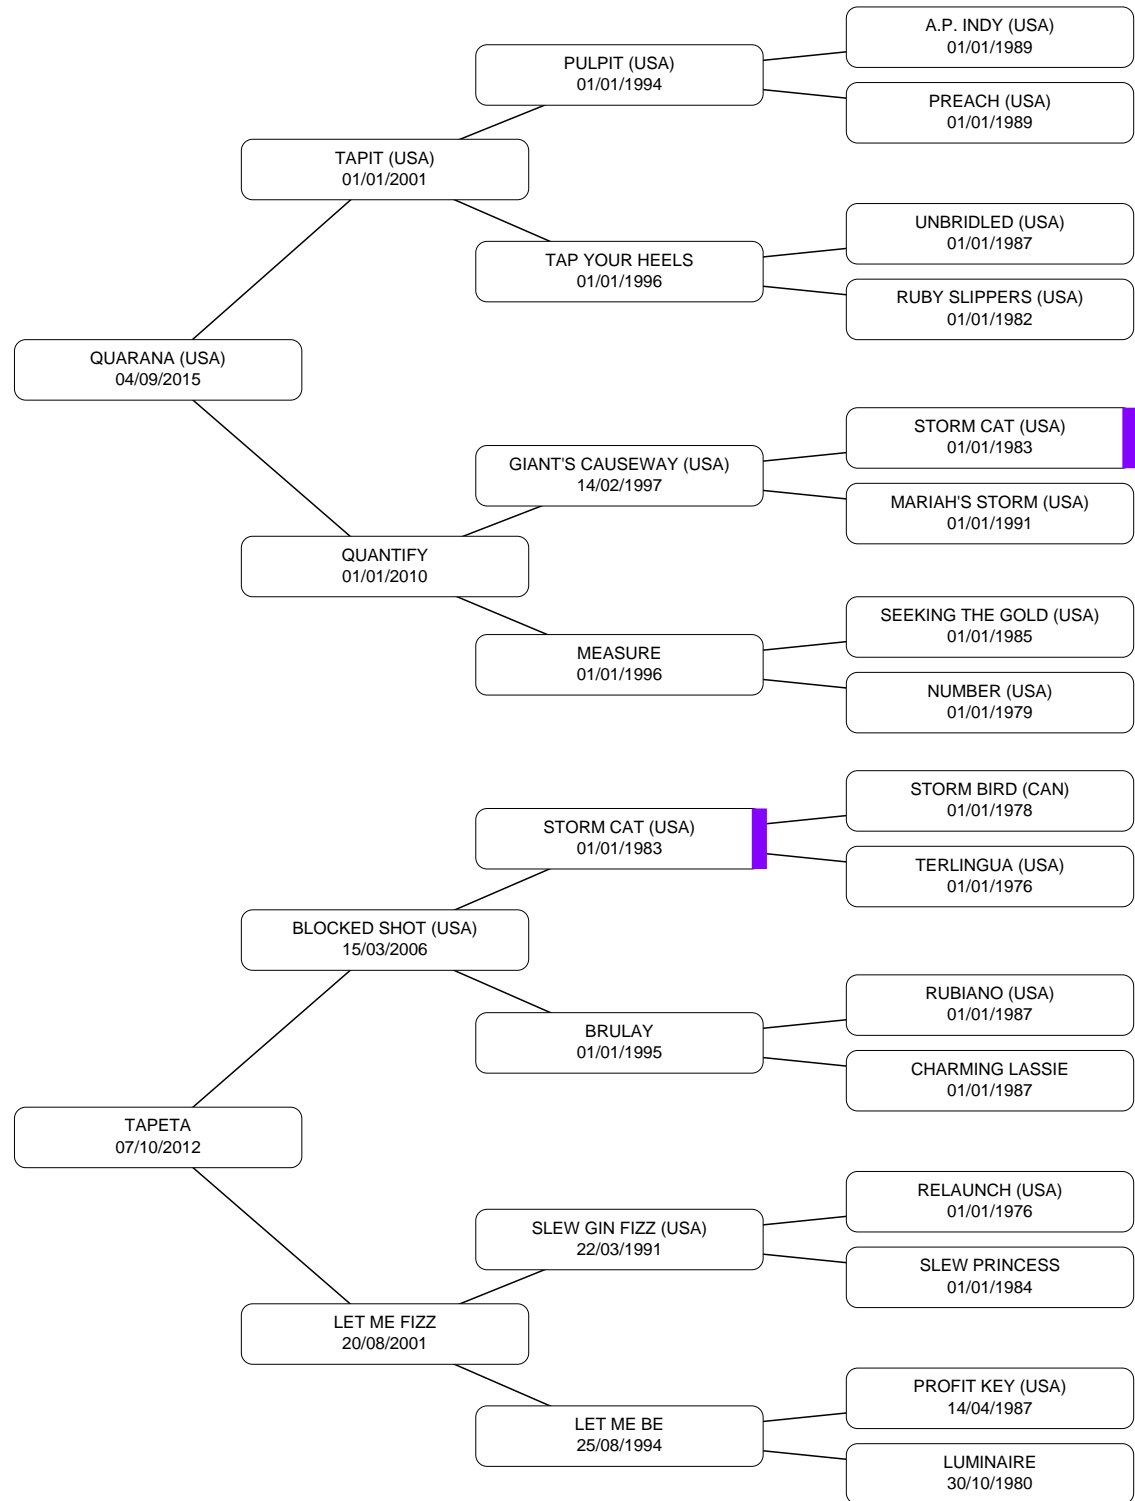 A.P. INDY (USA)
01/01/1989
PULPIT (USA)
01/01/1994
PREACH (USA)
01/01/1989
TAPIT (USA)
01/01/2001
UNBRIDLED (USA)
01/01/1987
TAP YOUR HEELS
01/01/1996
RUBY SLIPPERS (USA)
01/01/1982
QUARANA (USA)
04/09/2015
STORM CAT (USA)
01/01/1983
GIANT'S CAUSEWAY (USA)
14/02/1997
MARIAH'S STORM (USA)
01/01/1991
QUANTIFY
01/01/2010
SEEKING THE GOLD (USA)
01/01/1985
MEASURE
01/01/1996
NUMBER (USA)
01/01/1979
STORM BIRD (CAN)
01/01/1978
STORM CAT (USA)
01/01/1983
TERLINGUA (USA)
01/01/1976
BLOCKED SHOT (USA)
15/03/2006
RUBIANO (USA)
01/01/1987
BRULAY
01/01/1995
CHARMING LASSIE
01/01/1987
TAPETA
07/10/2012
RELAUNCH (USA)
01/01/1976
SLEW GIN FIZZ (USA)
22/03/1991
SLEW PRINCESS
01/01/1984
LET ME FIZZ
20/08/2001
PROFIT KEY (USA)
14/04/1987
LET ME BE
25/08/1994
LUMINAIRE
30/10/1980